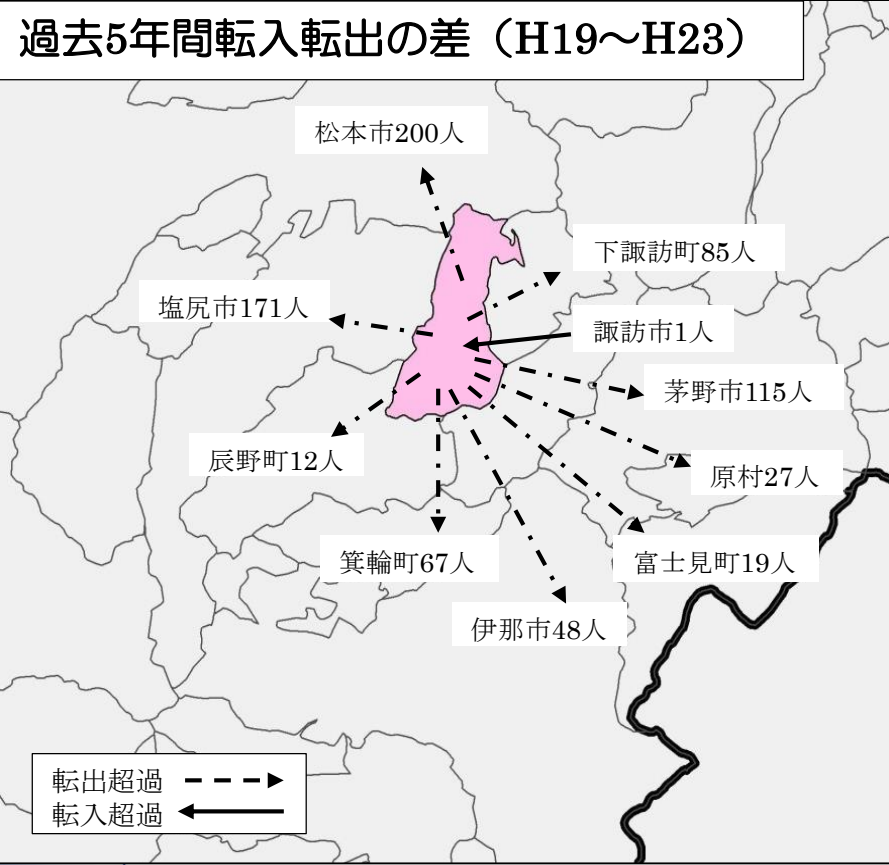 過去5年間転入転出の差（H19～H23）
松本市200人
下諏訪町85人
塩尻市171人
諏訪市1人
茅野市115人
辰野町12人
原村27人
箕輪町67人
富士見町19人
伊那市48人
転出超過
転入超過